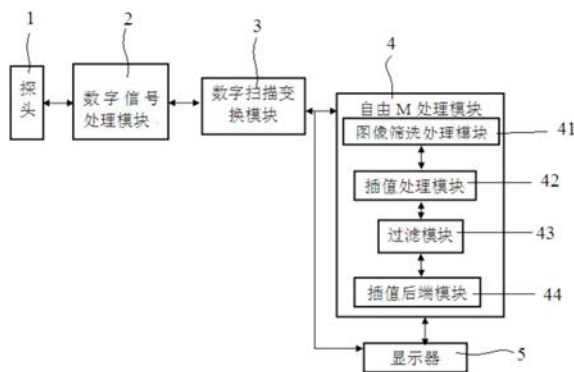 1
2
3
4
探
头
数字信号
处理模块
数字扫描变
换模块
自由M处理模块
图像筛选处理模块
41
插值处理模块
42
过滤模块
43
插值后端模块
44
显示器
5